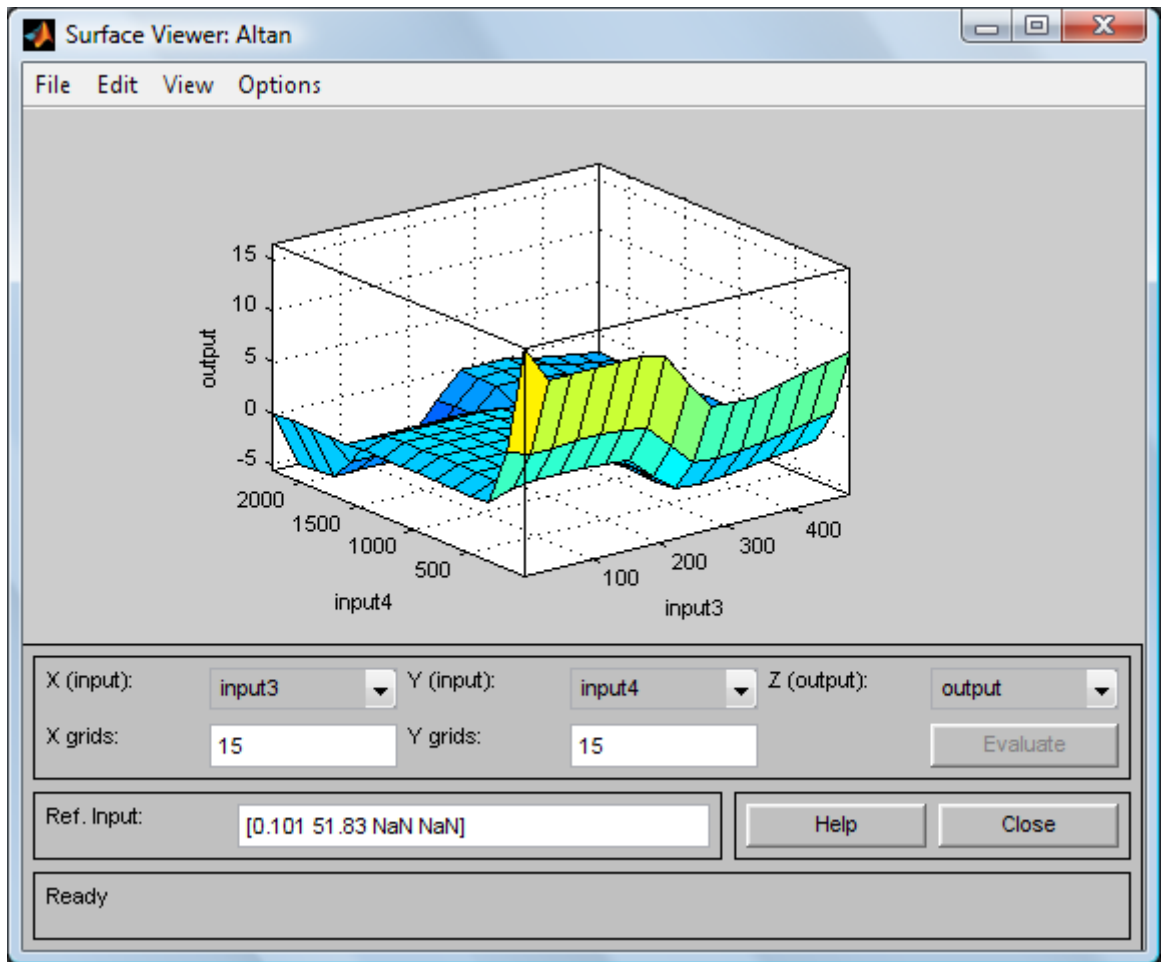 Surface Viewer: Altan
File Edit View Options
15
10
5
0
-5
output
2000
1500
1000
500
input4
100
200
300
400
input3
X (input): input3 Y (input): input4 Z (output): output
X grids: 15 Y grids: 15 Evaluate
Ref. Input: [0.101 51.83 NaN NaN] Help Close
Ready